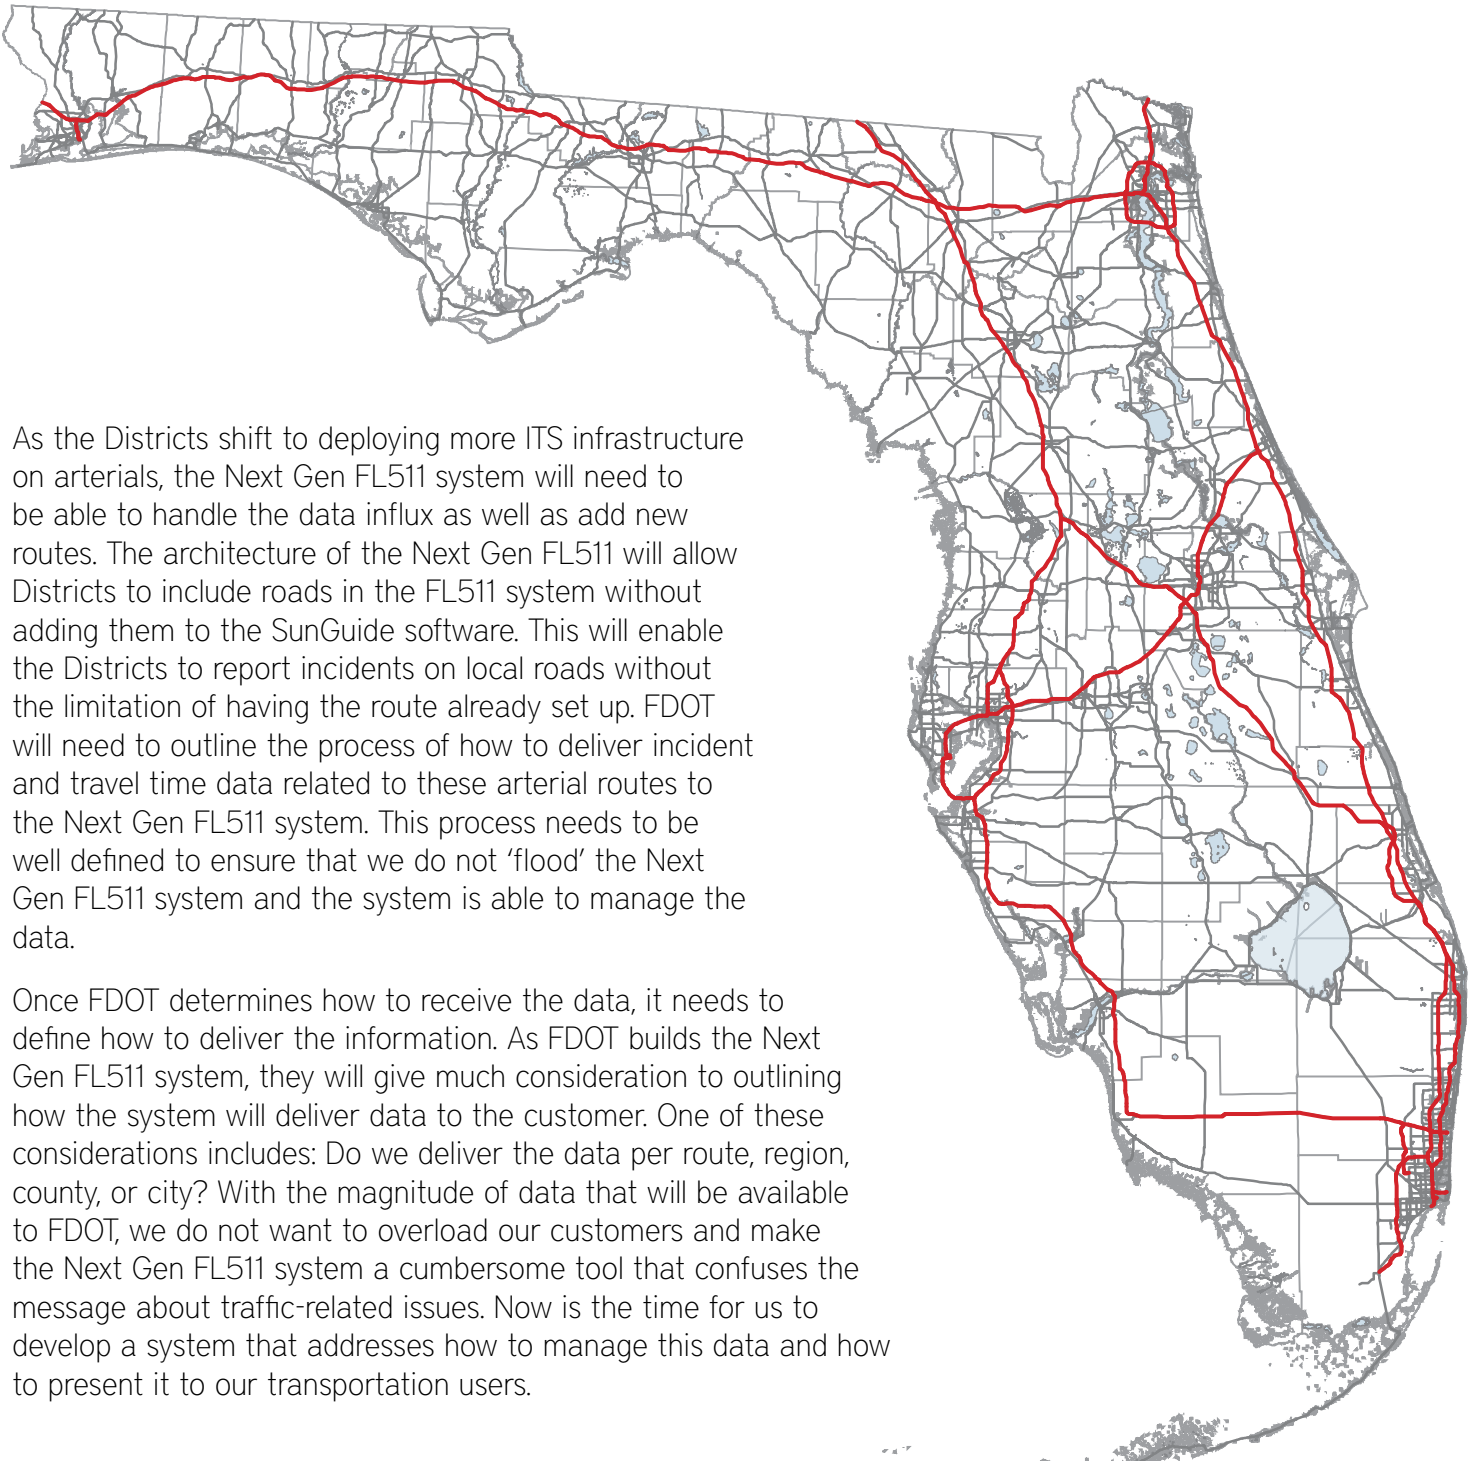 As the Districts shift to deploying more ITS infrastructure
on arterials, the Next Gen FL511 system will need to
be able to handle the data influx as well as add new
routes. The architecture of the Next Gen FL511 will allow
Districts to include roads in the FL511 system without
adding them to the SunGuide software. This will enable
the Districts to report incidents on local roads without
the limitation of having the route already set up. FDOT
will need to outline the process of how to deliver incident
and travel time data related to these arterial routes to
the Next Gen FL511 system. This process needs to be
well defined to ensure that we do not ‘flood’ the Next
Gen FL511 system and the system is able to manage the
data.
Once FDOT determines how to receive the data, it needs to
define how to deliver the information. As FDOT builds the Next
Gen FL511 system, they will give much consideration to outlining
how the system will deliver data to the customer. One of these
considerations includes: Do we deliver the data per route, region,
county, or city? With the magnitude of data that will be available
to FDOT, we do not want to overload our customers and make
the Next Gen FL511 system a cumbersome tool that confuses the
message about traffic-related issues. Now is the time for us to
develop a system that addresses how to manage this data and how
to present it to our transportation users.